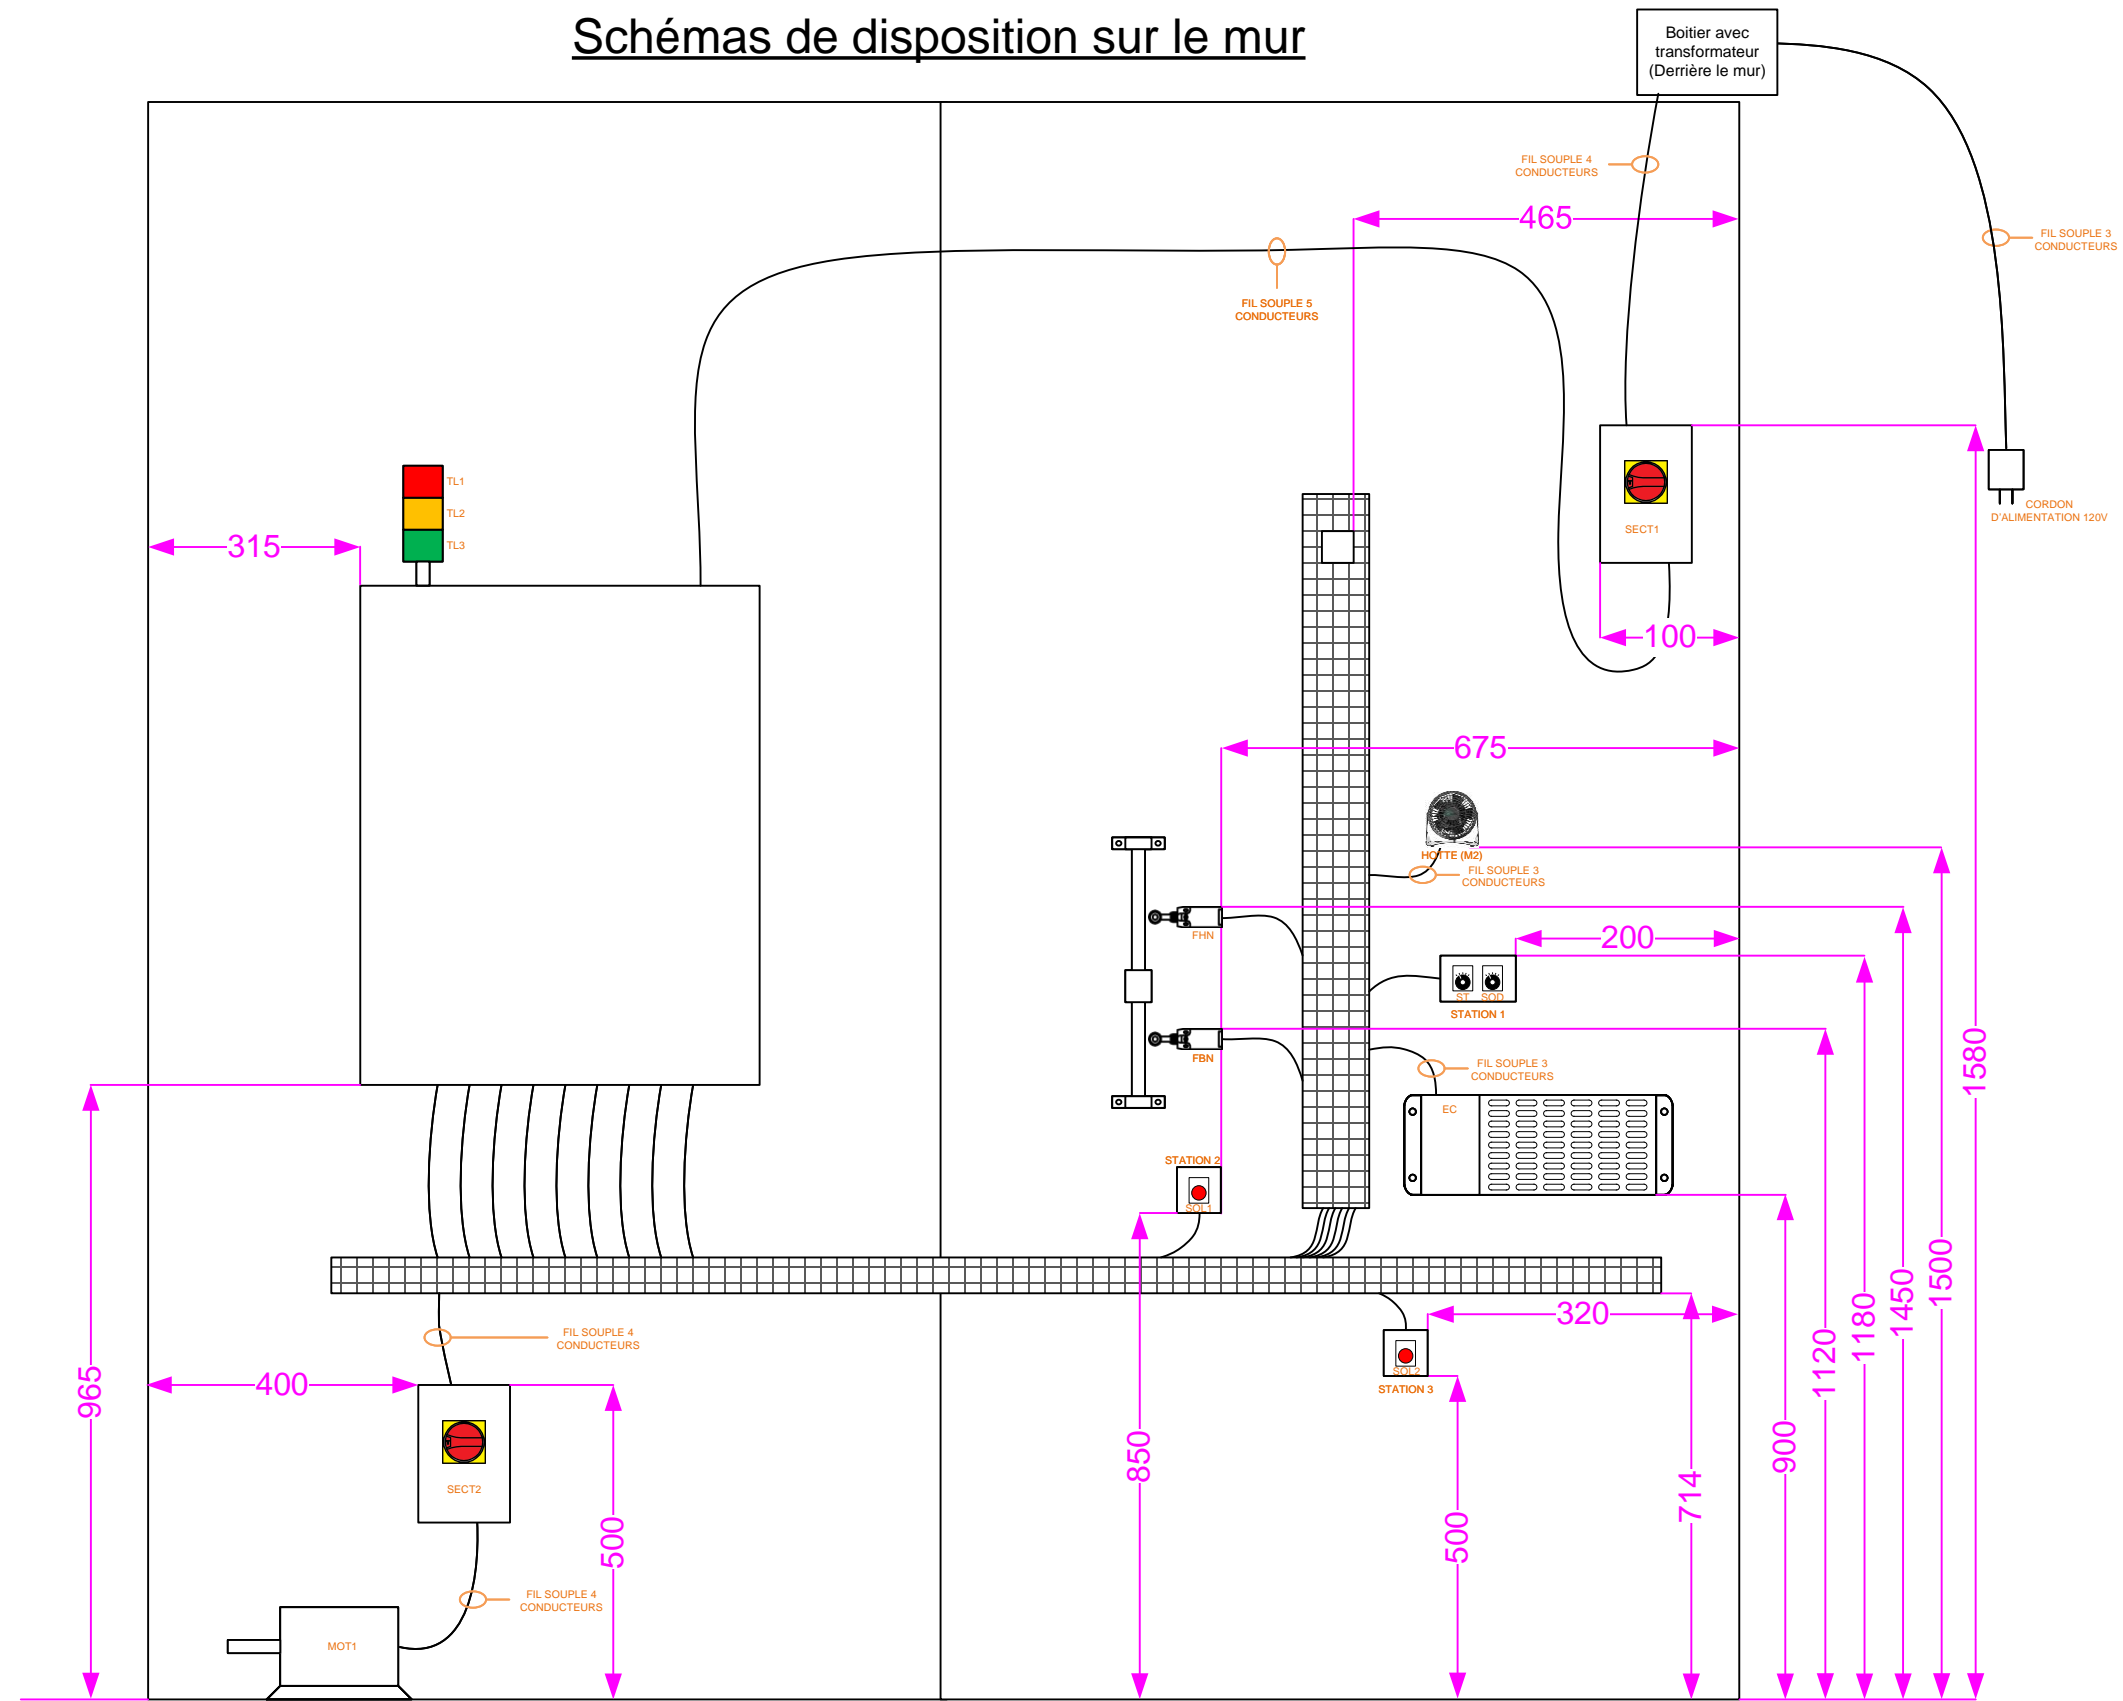 Schémas de disposition sur le mur
Boitier avec
transformateur
(Derrière le mur)
FIL SOUPLE 4
CONDUCTEURS
465
FIL SOUPLE 3
CONDUCTEURS
FIL SOUPLE 5
CONDUCTEURS
TL1
TL2
TL3
315
SECT1
CORDON
D'ALIMENTATION 120V
100
675
HOTTE (M2)
FIL SOUPLE 3
CONDUCTEURS
FHN
200
ST SOD
STATION 1
FBN
FIL SOUPLE 3
CONDUCTEURS
EC
STATION 2
SOL1
320
FIL SOUPLE 4
CONDUCTEURS
SOL2
STATION 3
400
965
SECT2
500
850
500
714
900
1120
1180
1450
1500
1580
FIL SOUPLE 4
CONDUCTEURS
MOT1